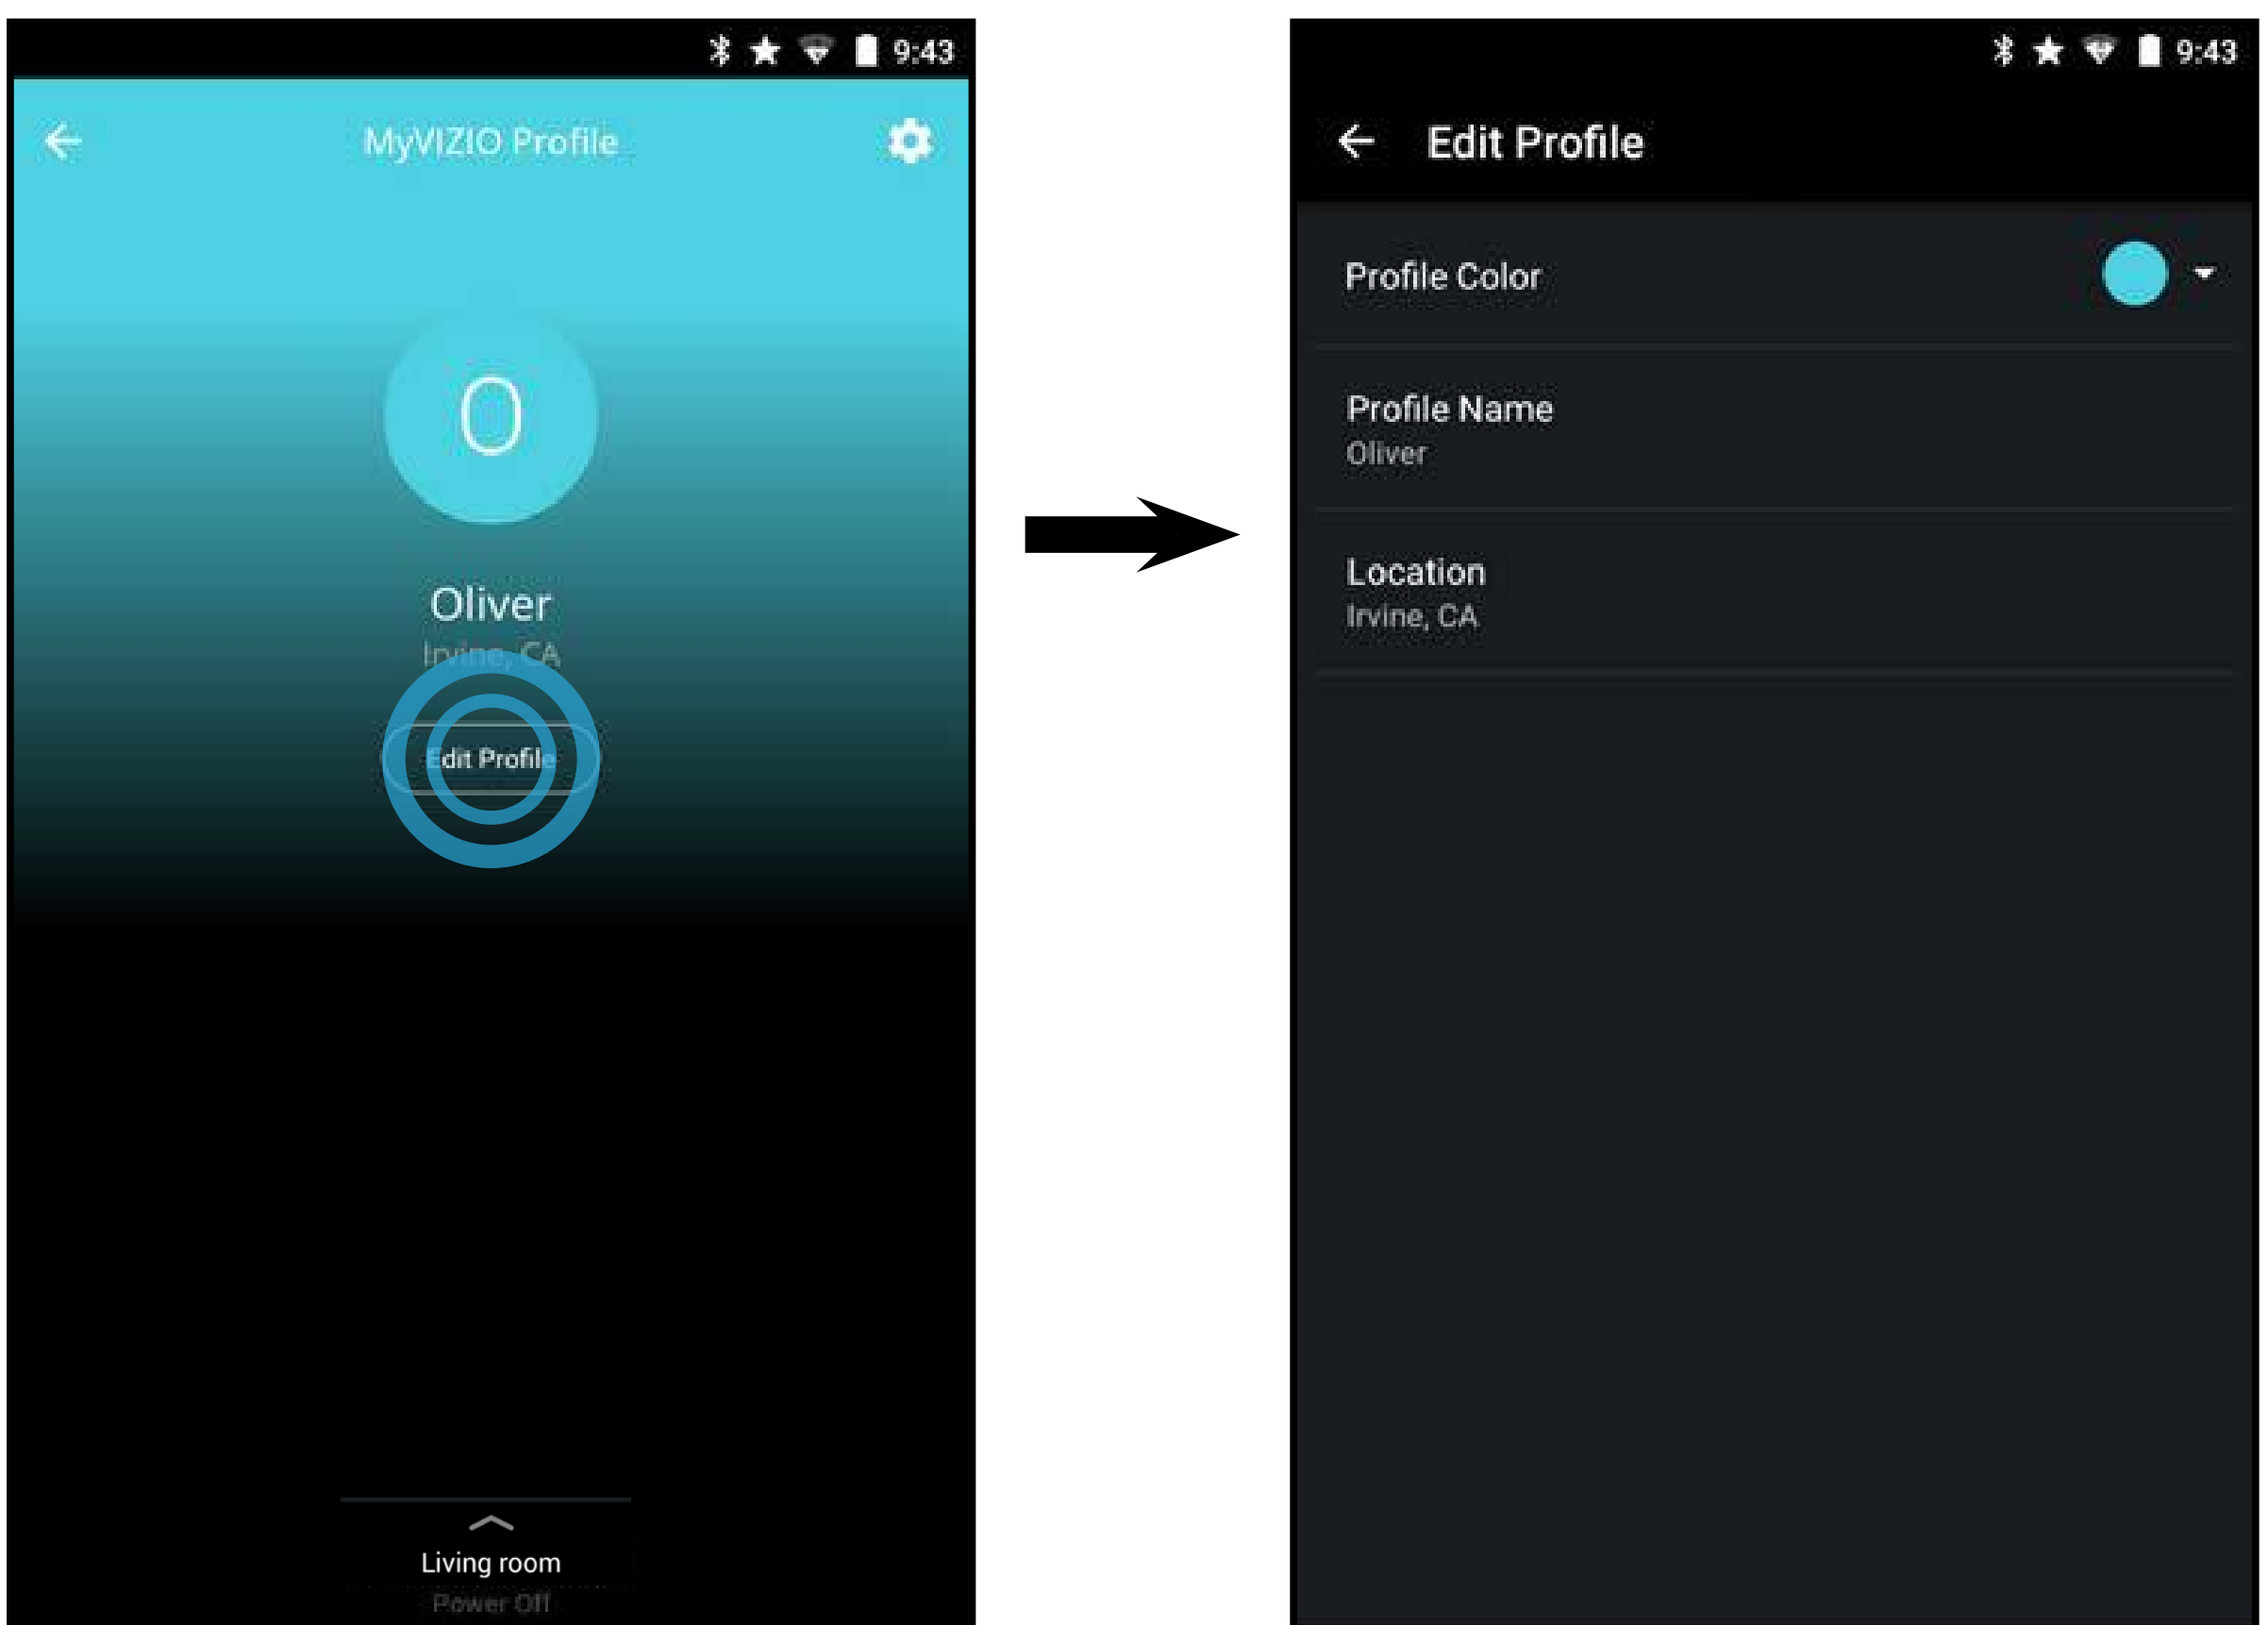 9:43
MyVIZIO Profile
O
Oliver
Irvine, CA
Edit Profile
Living room
Power Off
9:43
Edit Profile
Profile Color
Profile Name
Oliver
Location
Irvine, CA